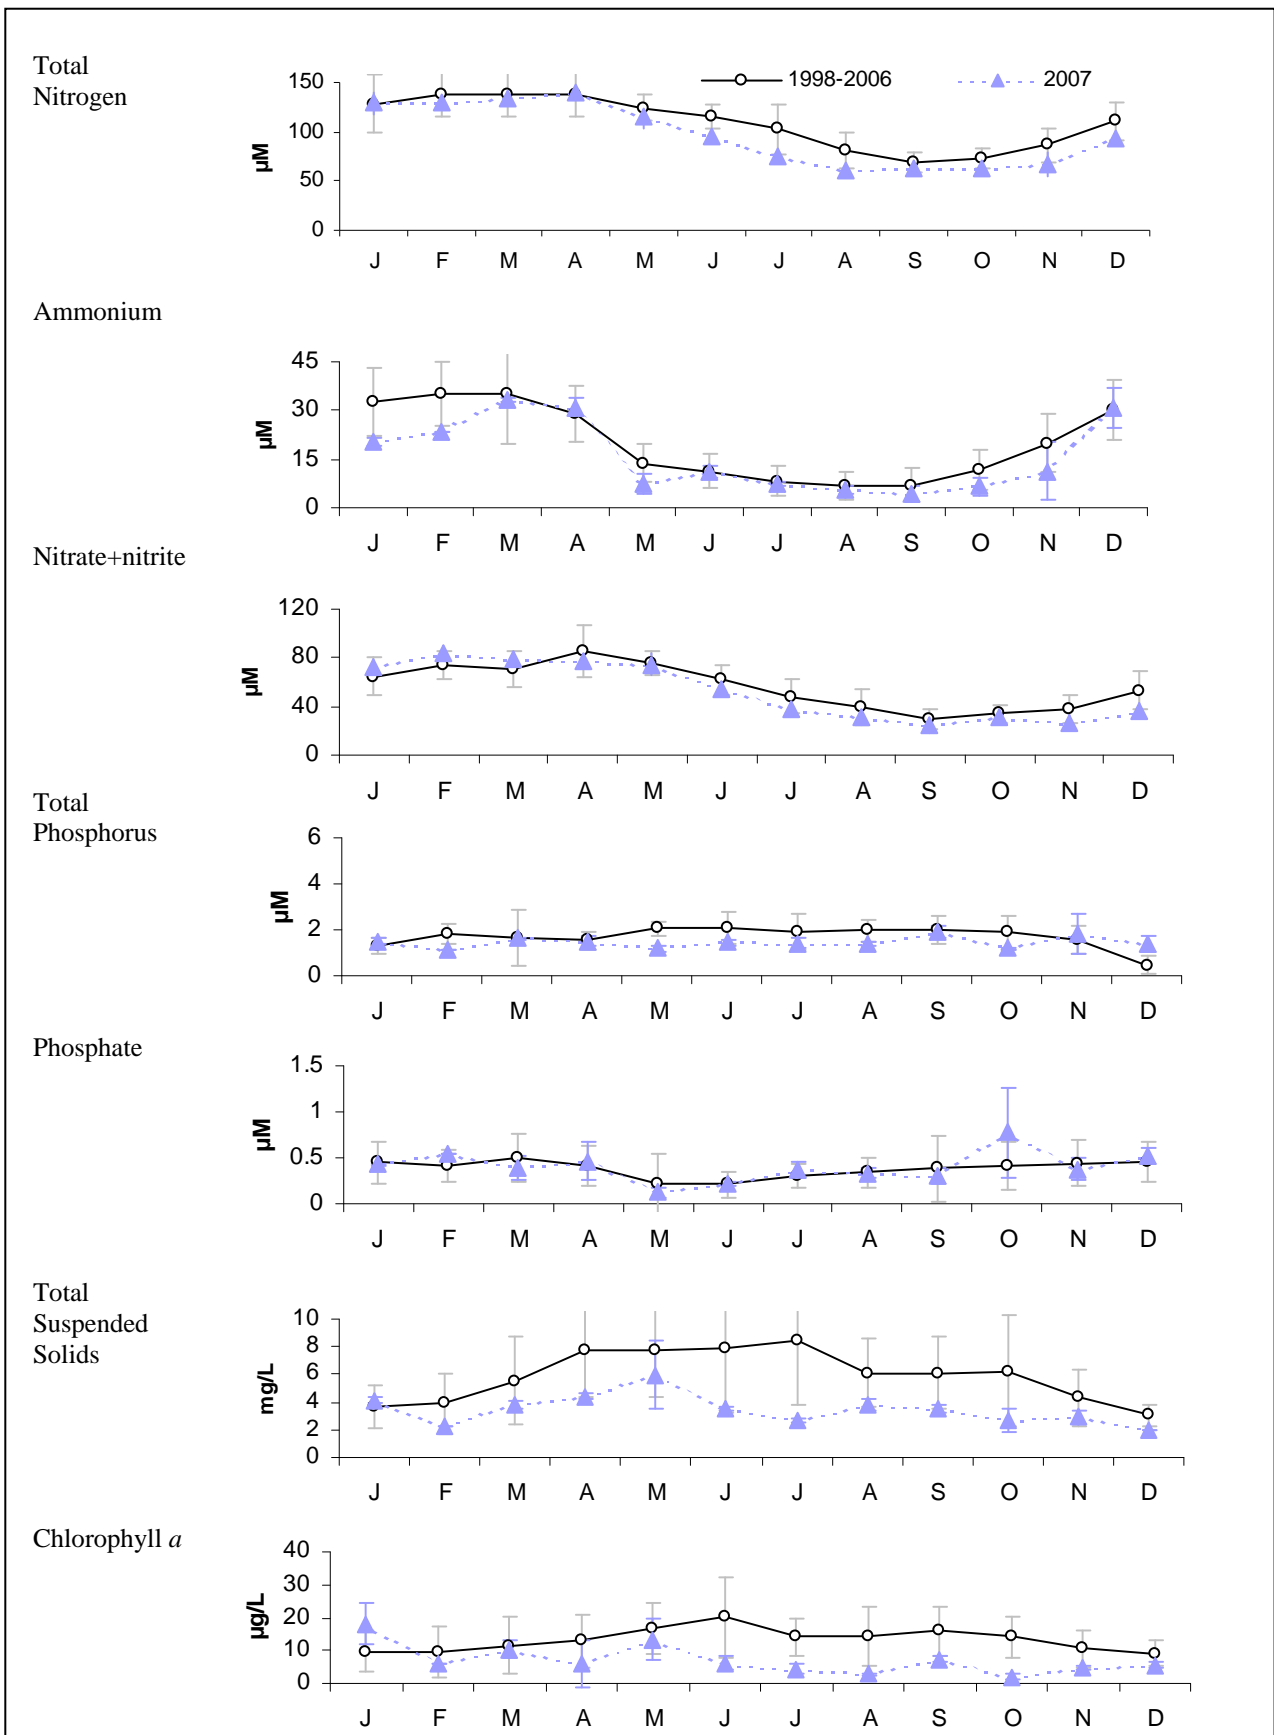 Total
Nitrogen
1998-2006
2007
150
100
50
0
µM
J F M A M J J A S O N D
Ammonium
45
30
15
0
µM
J F M A M J J A S O N D
Nitrate+nitrite
120
80
40
0
µM
J F M A M J J A S O N D
Total
Phosphorus
6
4
2
0
µM
J F M A M J J A S O N D
Phosphate
1.5
1
0.5
0
µM
J F M A M J J A S O N D
Total
Suspended
Solids
10
8
6
4
2
0
mg/L
J F M A M J J A S O N D
Chlorophyll a
40
30
20
10
0
µg/L
J F M A M J J A S O N D